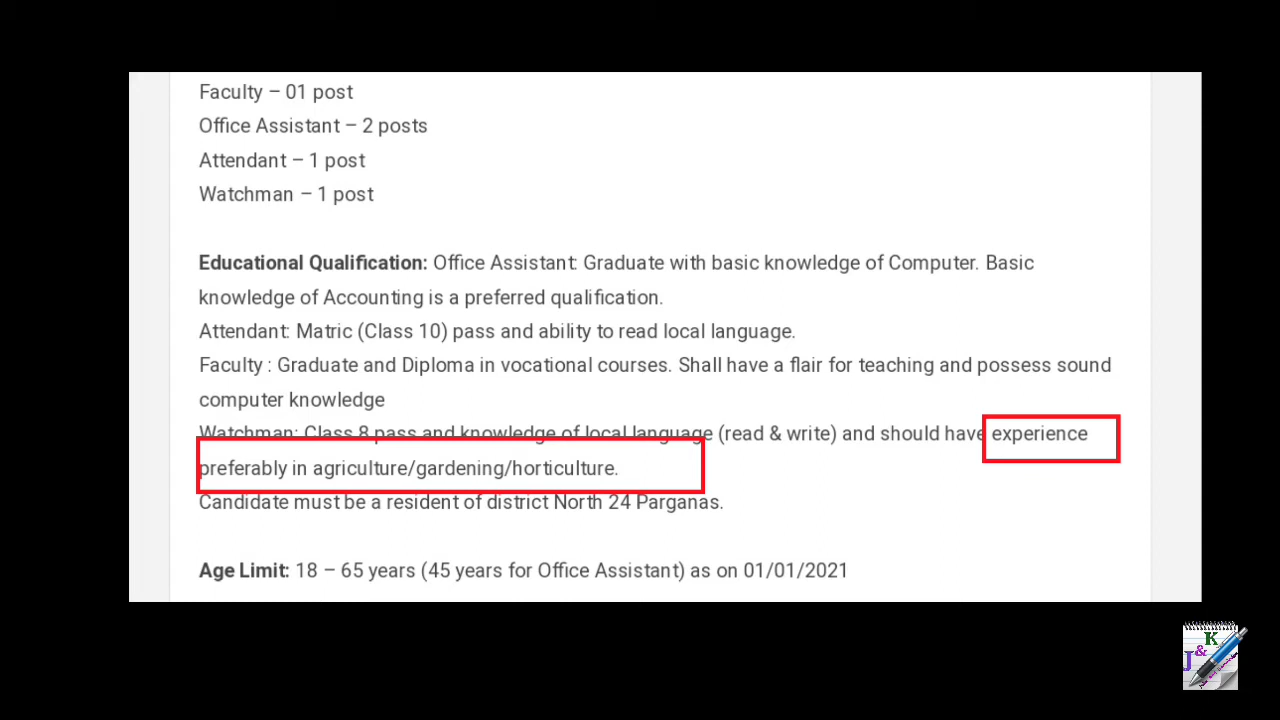 Faculty – 01 post
Office Assistant – 2 posts
Attendant – 1 post
Watchman – 1 post
Educational Qualification: Office Assistant: Graduate with basic knowledge of Computer. Basic
knowledge of Accounting is a preferred qualification.
Attendant: Matric (Class 10) pass and ability to read local language.
Faculty : Graduate and Diploma in vocational courses. Shall have a flair for teaching and possess sound
computer knowledge
Watchman: Class 8 pass and knowledge of local language (read & write) and should have experience
preferably in agriculture/gardening/horticulture.
Candidate must be a resident of district North 24 Parganas.
Age Limit: 18 – 65 years (45 years for Office Assistant) as on 01/01/2021
J & K